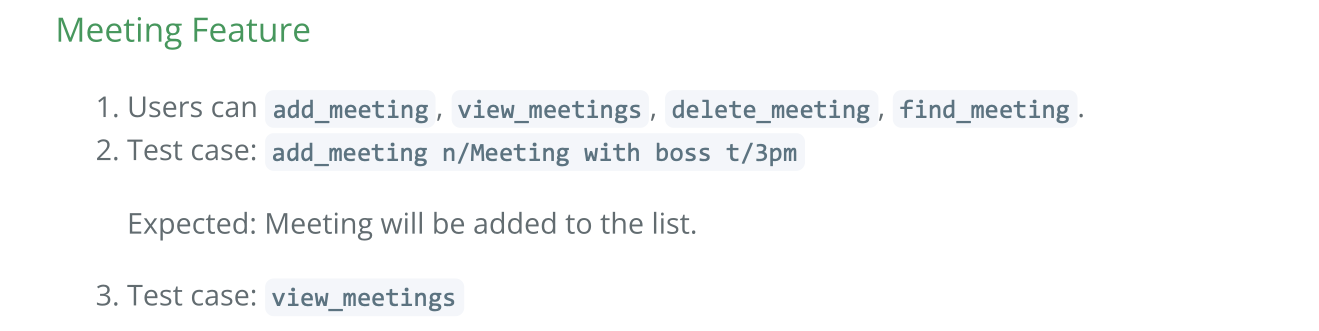 Meeting Feature
1. Users can add_meeting, view_meetings, delete_meeting, find_meeting.
2. Test case: add_meeting n/Meeting with boss t/3pm
Expected: Meeting will be added to the list.
3. Test case: view_meetings